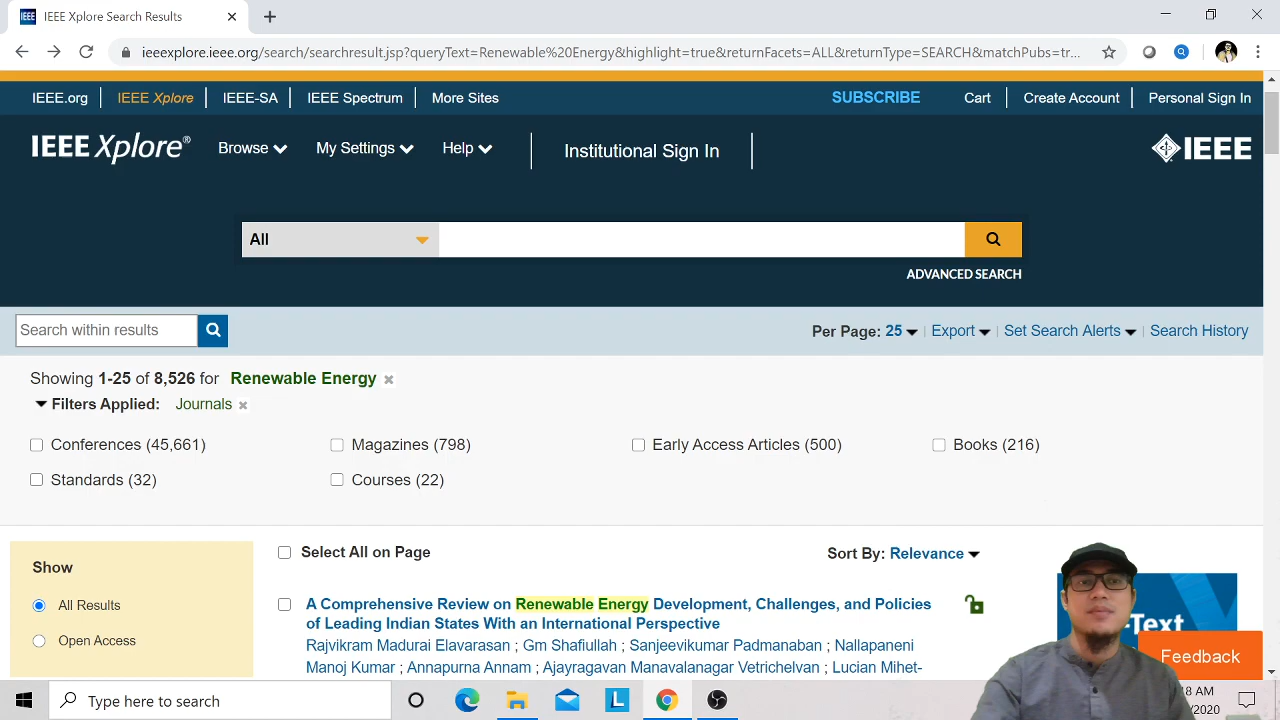 IEEE Xplore Search Results
ieeexplore.ieee.org/search/searchresult.jsp?queryText=Renewable%20Energy&highlight=true&returnFacets=ALL&returnType=SEARCH&matchPubs=tr...
IEEE.org IEEE Xplore IEEE-SA IEEE Spectrum More Sites SUBSCRIBE Cart Create Account Personal Sign In
IEEE Xplore® Browse My Settings Help Institutional Sign In IEEE
All
ADVANCED SEARCH
Search within results Per Page: 25 Export Set Search Alerts Search History
Showing 1-25 of 8,526 for Renewable Energy
Filters Applied: Journals
Conferences (45,661) Magazines (798) Early Access Articles (500) Books (216)
Standards (32) Courses (22)
Show
All Results
Open Access
Select All on Page Sort By: Relevance
A Comprehensive Review on Renewable Energy Development, Challenges, and Policies
of Leading Indian States With an International Perspective
Rajvikram Madurai Elavarasan ; Gm Shafiullah ; Sanjeevikumar Padmanaban ; Nallapaneni
Manoj Kumar ; Annapurna Annam ; Ajayragavan Manavalanagar Vetrichelvan ; Lucian Mihet-
-Text
Feedback
Type here to search
8 AM
/2020